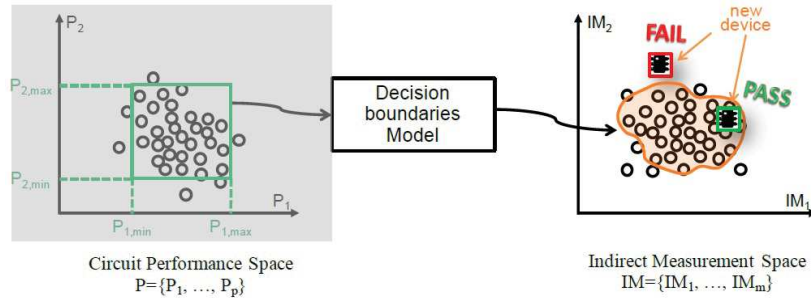 P2
P2,max
P2,min
P1,min
P1,max
P1
Circuit Performance Space
P={P1, …, Pp}
Decision
boundaries
Model
IM2
FAIL
new
device
PASS
IM1
Indirect Measurement Space
IM={IM1, …, IMm}